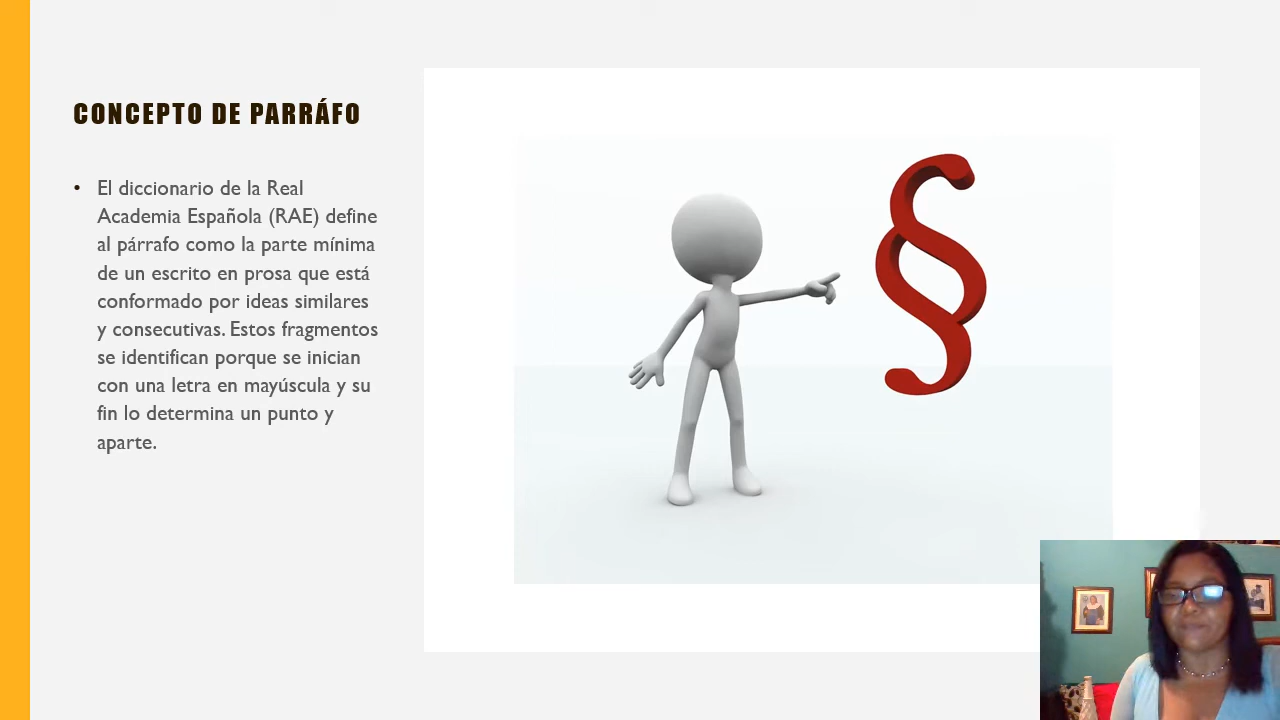 CONCEPTO DE PARRÁFO
• El diccionario de la Real
Academia Española (RAE) define
al párrafo como la parte mínima
de un escrito en prosa que está
conformado por ideas similares
y consecutivas. Estos fragmentos
se identifican porque se inician
con una letra en mayúscula y su
fin lo determina un punto y
aparte.
§